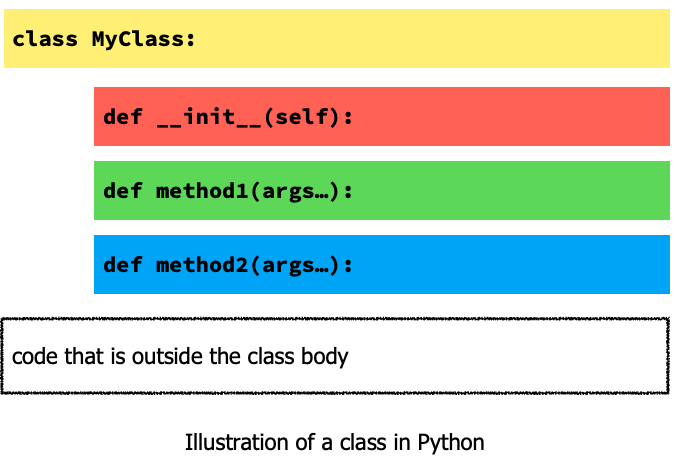 class MyClass:
def __init__(self):
def method1(args…):
def method2(args…):
code that is outside the class body
Illustration of a class in Python